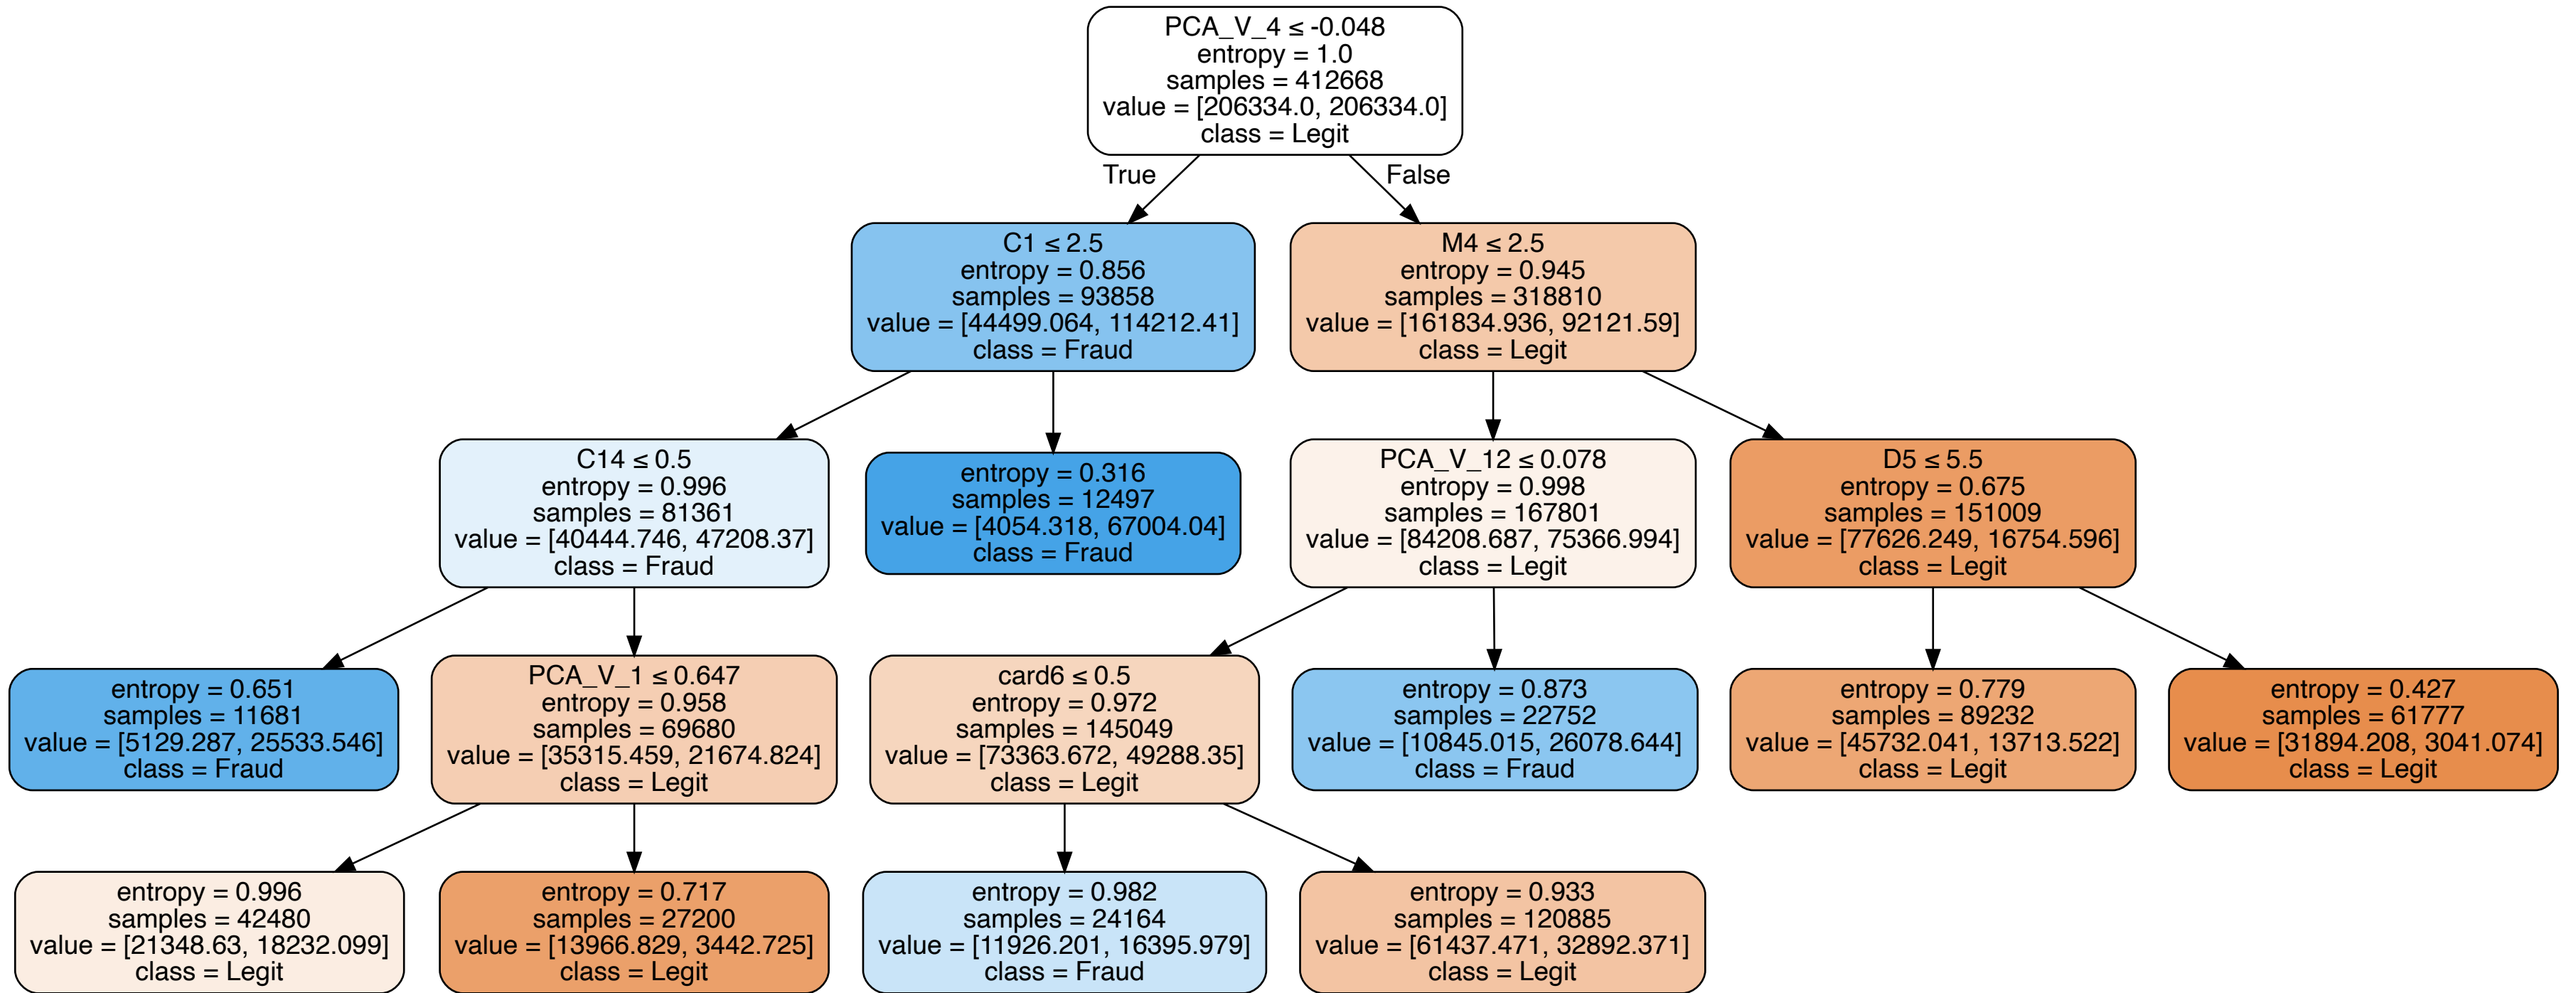 PCA_V_4 ≤ -0.048
entropy = 1.0
samples = 412668
value = [206334.0, 206334.0]
class = Legit
True
False
C1 ≤ 2.5
entropy = 0.856
samples = 93858
value = [44499.064, 114212.41]
class = Fraud
M4 ≤ 2.5
entropy = 0.945
samples = 318810
value = [161834.936, 92121.59]
class = Legit
C14 ≤ 0.5
entropy = 0.996
samples = 81361
value = [40444.746, 47208.37]
class = Fraud
entropy = 0.316
samples = 12497
value = [4054.318, 67004.04]
class = Fraud
PCA_V_12 ≤ 0.078
entropy = 0.998
samples = 167801
value = [84208.687, 75366.994]
class = Legit
D5 ≤ 5.5
entropy = 0.675
samples = 151009
value = [77626.249, 16754.596]
class = Legit
entropy = 0.651
samples = 11681
value = [5129.287, 25533.546]
class = Fraud
PCA_V_1 ≤ 0.647
entropy = 0.958
samples = 69680
value = [35315.459, 21674.824]
class = Legit
card6 ≤ 0.5
entropy = 0.972
samples = 145049
value = [73363.672, 49288.35]
class = Legit
entropy = 0.873
samples = 22752
value = [10845.015, 26078.644]
class = Fraud
entropy = 0.779
samples = 89232
value = [45732.041, 13713.522]
class = Legit
entropy = 0.427
samples = 61777
value = [31894.208, 3041.074]
class = Legit
entropy = 0.996
samples = 42480
value = [21348.63, 18232.099]
class = Legit
entropy = 0.717
samples = 27200
value = [13966.829, 3442.725]
class = Legit
entropy = 0.982
samples = 24164
value = [11926.201, 16395.979]
class = Fraud
entropy = 0.933
samples = 120885
value = [61437.471, 32892.371]
class = Legit